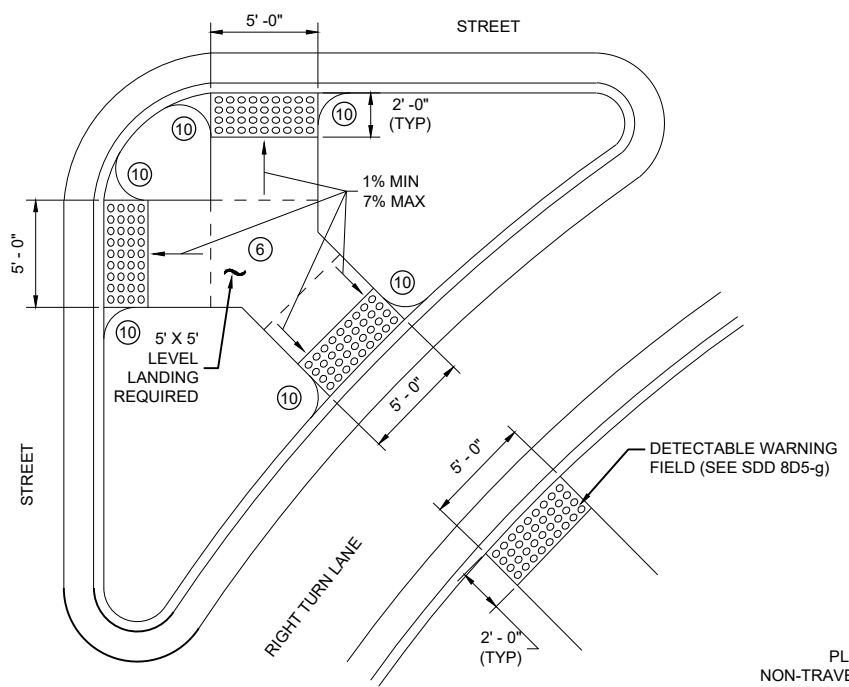 5' -0"
STREET
10
10
2' -0"
(TYP)
10
1% MIN
7% MAX
5' - 0"
6
10
10
5' X 5'
LEVEL
LANDING
REQUIRED
10
5' - 0"
STREET
5' - 0"
DETECTABLE WARNING
FIELD (SEE SDD 8D5-g)
RIGHT TURN LANE
2' - 0"
(TYP)
PL
NON-TRAVE